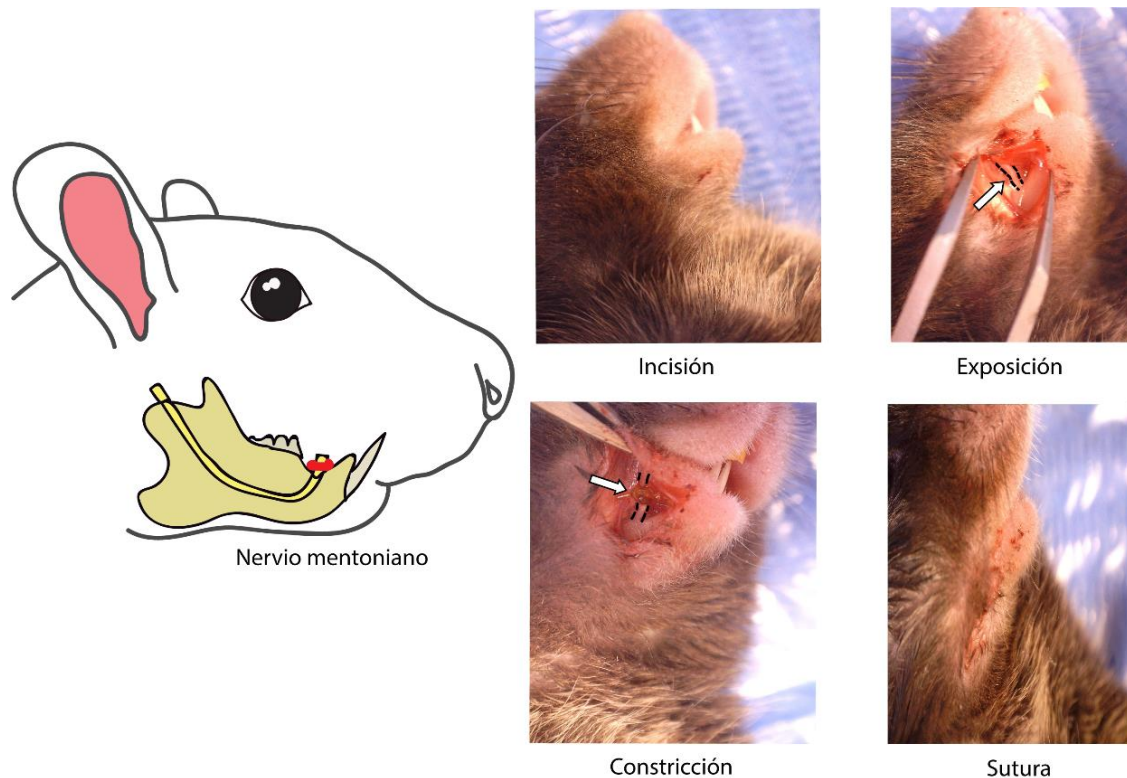 Incisión
Exposición
Nervio mentoniano
Constricción
Sutura